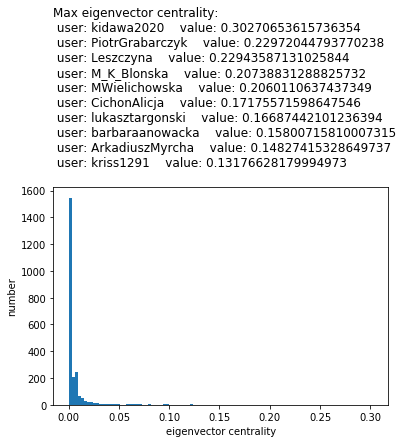 Max eigenvector centrality:
user: kidawa2020 value: 0.30270653615736354
user: PiotrGrabarczyk value: 0.22972044793770238
user: Leszczyna value: 0.22943587131025844
user: M_K_Blonska value: 0.20738831288825732
user: MWielichowska value: 0.2060110637437349
user: CichonAlicja value: 0.17175571598647546
user: lukasztargonski value: 0.16687442101236394
user: barbaraanowacka value: 0.15800715810007315
user: ArkadiuszMyrcha value: 0.14827415328649737
user: kriss1291 value: 0.13176628179994973
1600
1400
1200
1000
800
600
400
200
0
number
0.00 0.05 0.10 0.15 0.20 0.25 0.30
eigenvector centrality